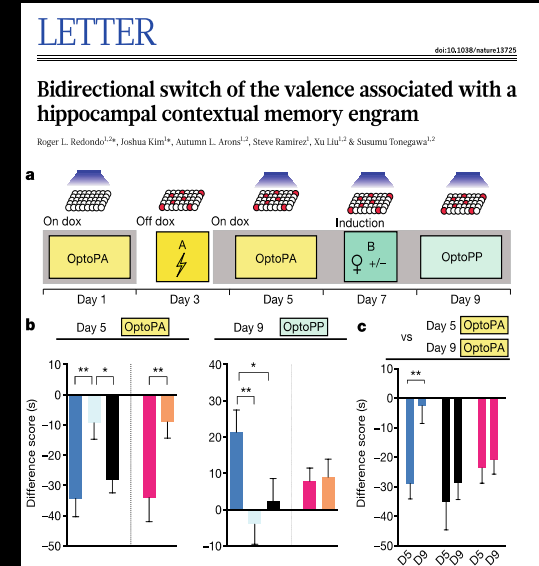 LETTER
doi:10.1038/nature13725
Bidirectional switch of the valence associated with a
hippocampal contextual memory engram
Roger L. Redondo1,2*, Joshua Kim1*, Autumn L. Arons1,2, Steve Ramirez1, Xu Liu1,2 & Susumu Tonegawa1,2
a
On dox Off dox On dox Induction
OptoPA A OptoPA B ♀ +/− OptoPP
Day 1 Day 3 Day 5 Day 7 Day 9
b Day 5 OptoPA Day 9 OptoPP c vs Day 5 OptoPA
Day 9 OptoPA
Difference score (s)
10
0
−10
−20
−30
−40
−50
** * **
40
30
20
10
0
−10
*
**
Difference score (s)
10
0
−10
−20
−30
−40
−50
**
D5 D9 D5 D9 D5 D9